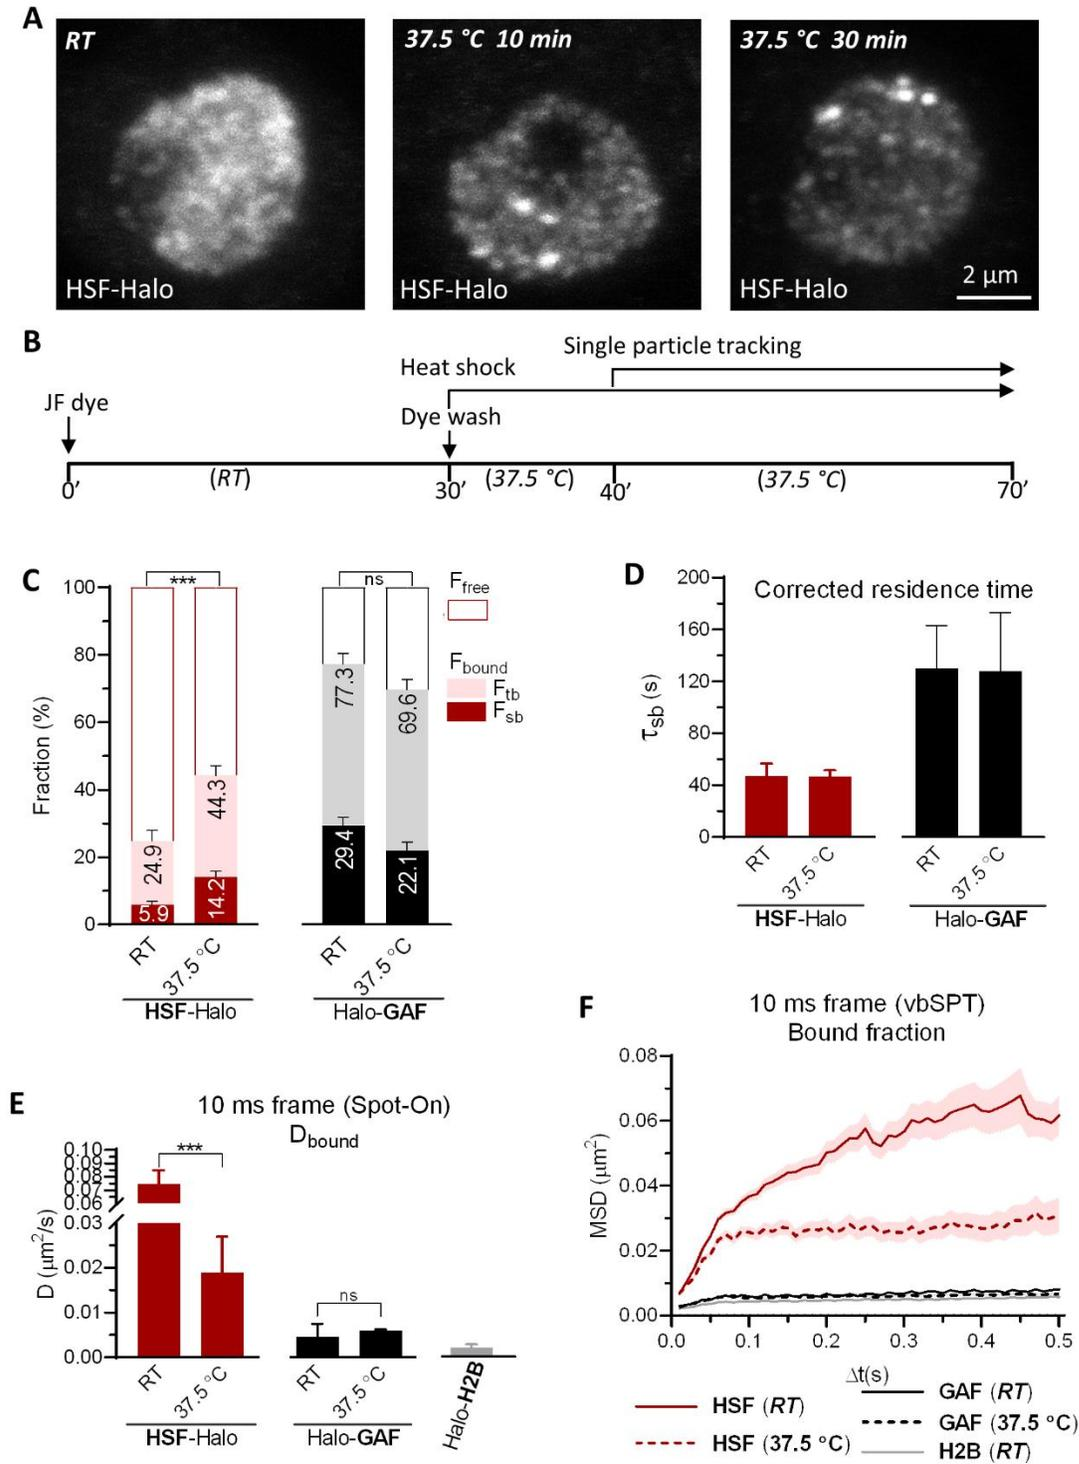 A
RT
HSF-Halo
37.5 °C 10 min
HSF-Halo
37.5 °C 30 min
HSF-Halo
2 µm
B
Single particle tracking
Heat shock
JF dye
Dye wash
(RT)
(37.5 °C)
(37.5 °C)
0′
30′
40′
70′
C
Fraction (%)
100
80
60
40
20
0
***
24.9
5.9
44.3
14.2
RT
37.5 °C
HSF-Halo
ns
77.3
29.4
69.6
22.1
RT
37.5 °C
Halo-GAF
Ffree
Fbound
Ftb
Fsb
D
Corrected residence time
τsb (s)
200
160
120
80
40
0
RT
37.5 °C
HSF-Halo
RT
37.5 °C
Halo-GAF
E
10 ms frame (Spot-On)
Dbound
D (µm²/s)
0.10
0.09
0.08
0.07
0.06
0.03
0.02
0.01
0.00
***
RT
37.5 °C
HSF-Halo
ns
RT
37.5 °C
Halo-GAF
Halo-H2B
F
10 ms frame (vbSPT)
Bound fraction
MSD (µm²)
0.08
0.06
0.04
0.02
0.00
0.0
0.1
0.2
0.3
0.4
0.5
Δt(s)
HSF (RT)
HSF (37.5 °C)
GAF (RT)
GAF (37.5 °C)
H2B (RT)